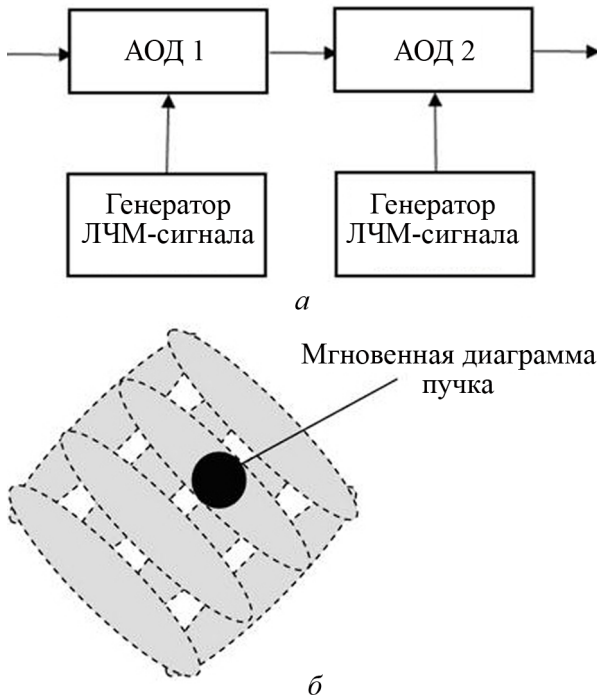 АОД 1
АОД 2
Генератор
ЛЧМ-сигнала
Генератор
ЛЧМ-сигнала
а
Мгновенная диаграмма
пучка
б